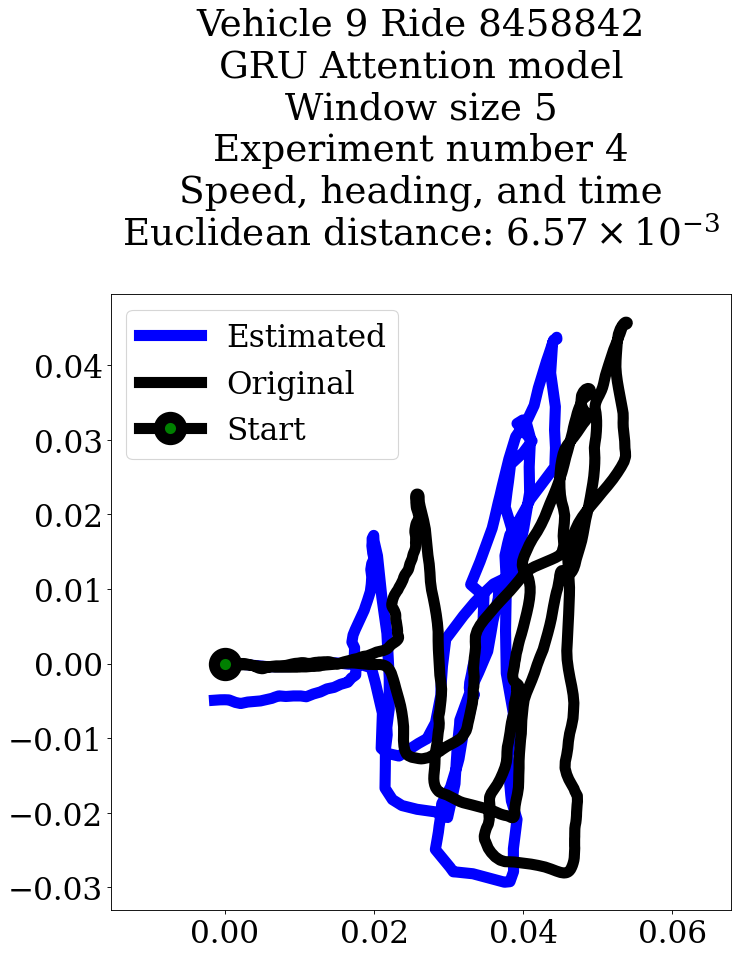 Vehicle 9 Ride 8458842
GRU Attention model
Window size 5
Experiment number 4
Speed, heading, and time
Euclidean distance: 6.57 × 10⁻³
Estimated
Original
Start
0.04
0.03
0.02
0.01
0.00
−0.01
−0.02
−0.03
0.00 0.02 0.04 0.06